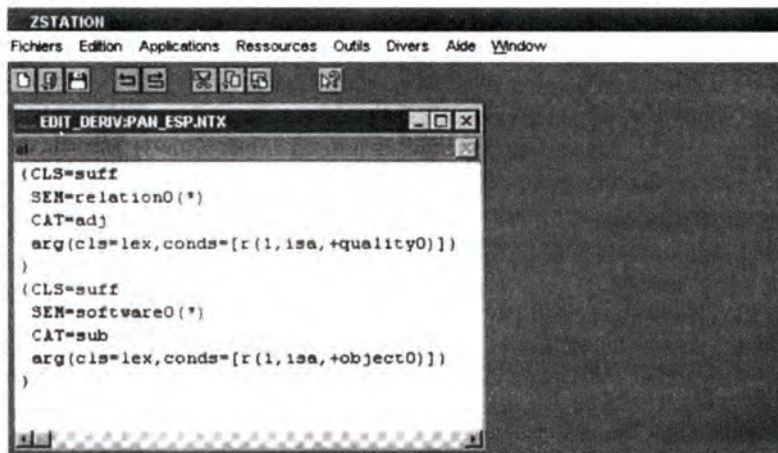 ZSTATION
Fichiers Edition Applications Ressources Outils Divers Aide Window
EDIT_DERIV:PAN_ESP.NTX
al
(CLS=suff
SEM=relation0(*)
CAT=adj
arg(cls=lex,conds=[r(1,isa,+quality0)])
)
(CLS=suff
SEM=software0(*)
CAT=sub
arg(cls=lex,conds=[r(1,isa,+object0)])
)